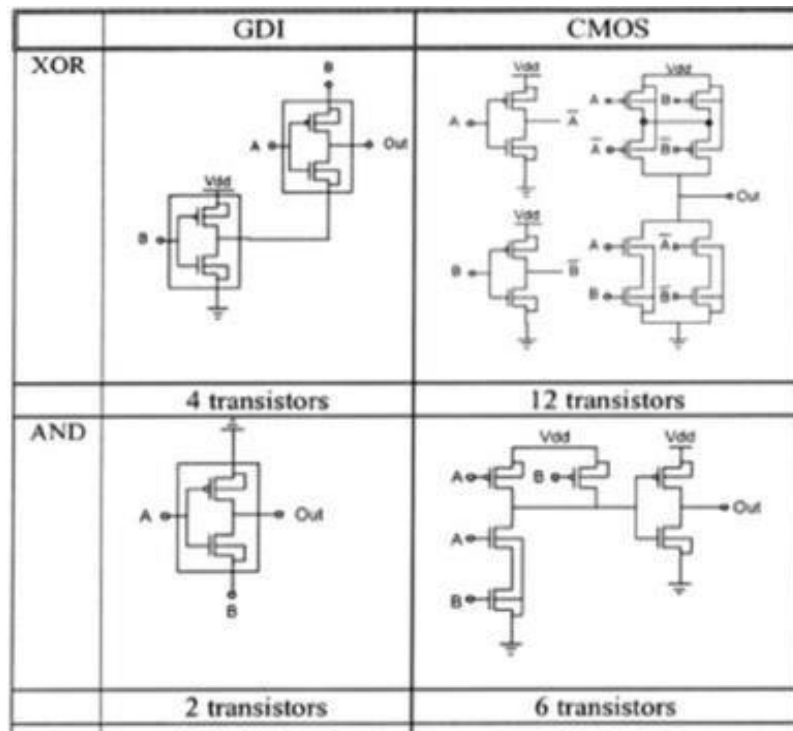 GDI CMOS
XOR
B
A
Out
Vdd
B
Vdd
A
A̅
Vdd
B
B̅
Vdd
A B
A̅ B̅
Out
A A̅
B B̅
4 transistors 12 transistors
AND
A
Out
B
Vdd
A B
A
B
Vdd
Out
2 transistors 6 transistors